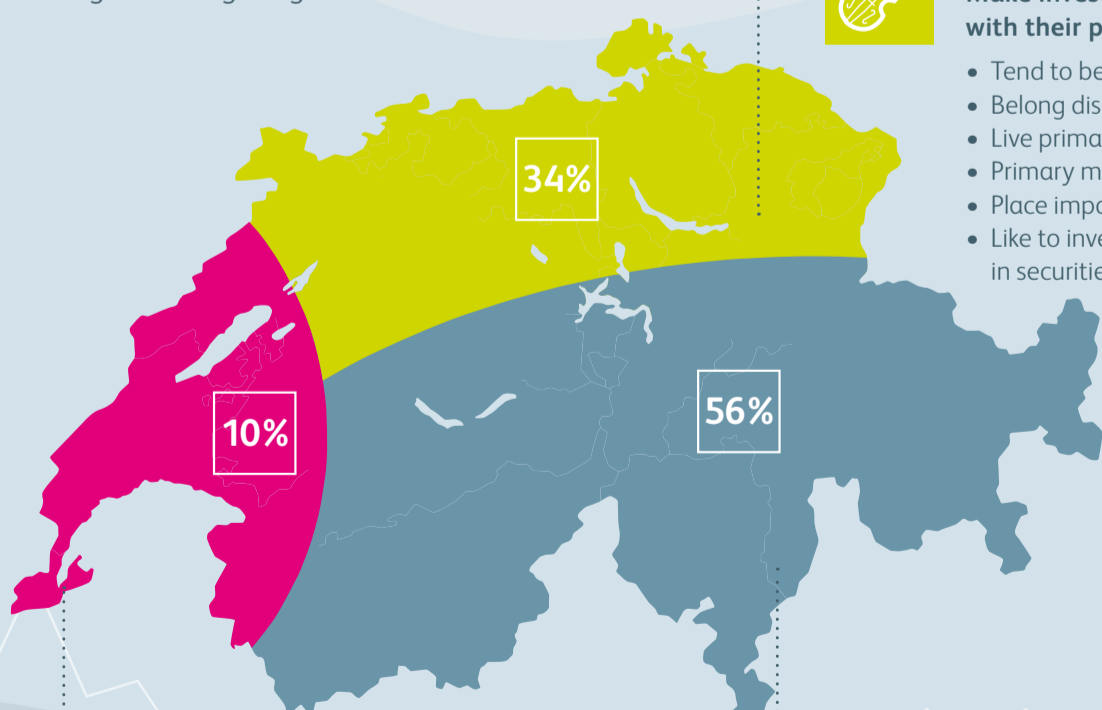 with their p
• Tend to be
• Belong dis
• Live prima
• Primary m
• Place impo
• Like to inve
in securitie
34%
10%
56%